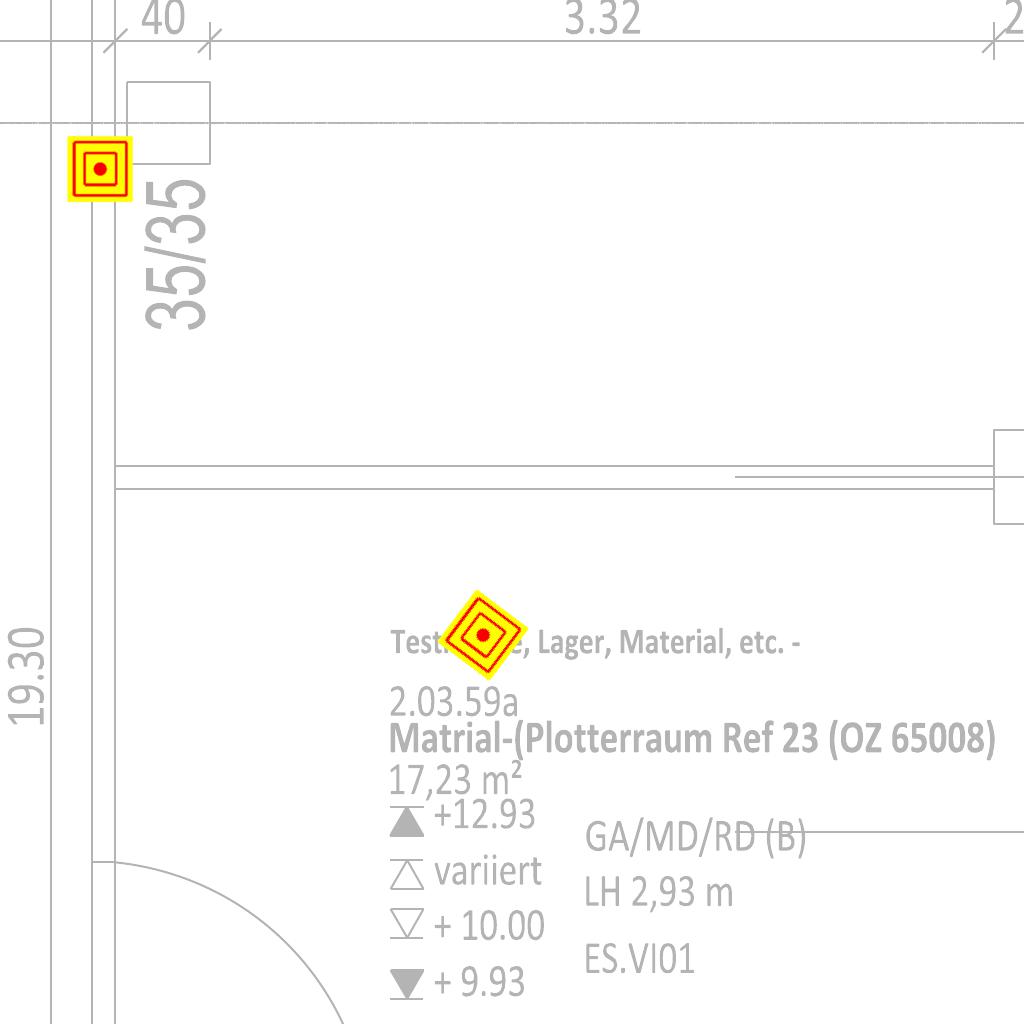 40
3.32
2
35/35
19.30
Lager, Material, etc. -
2.03.59a
Matrial-(Plotterraum Ref 23 (OZ 65008)
17,23 m²
+12.93
GA/MD/RD (B)
variiert
LH 2,93 m
+ 10.00
ES.VI01
+ 9.93